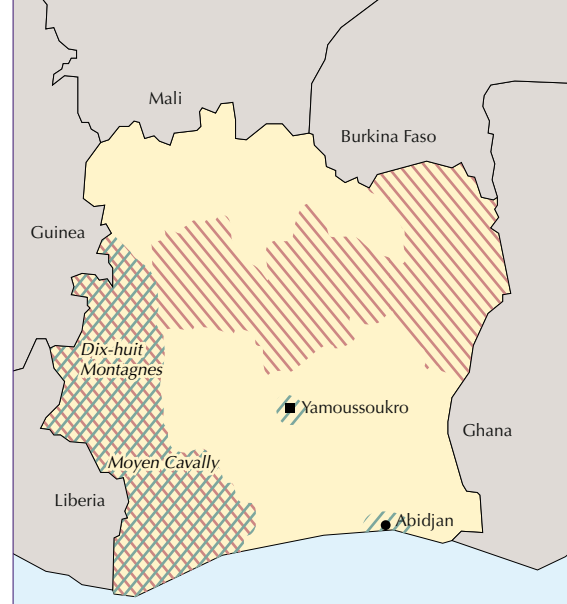 Mali
Burkina Faso
Guinea
Dix-huit
Montagnes
Yamoussoukro
Ghana
Moyen Cavally
Liberia
Abidjan